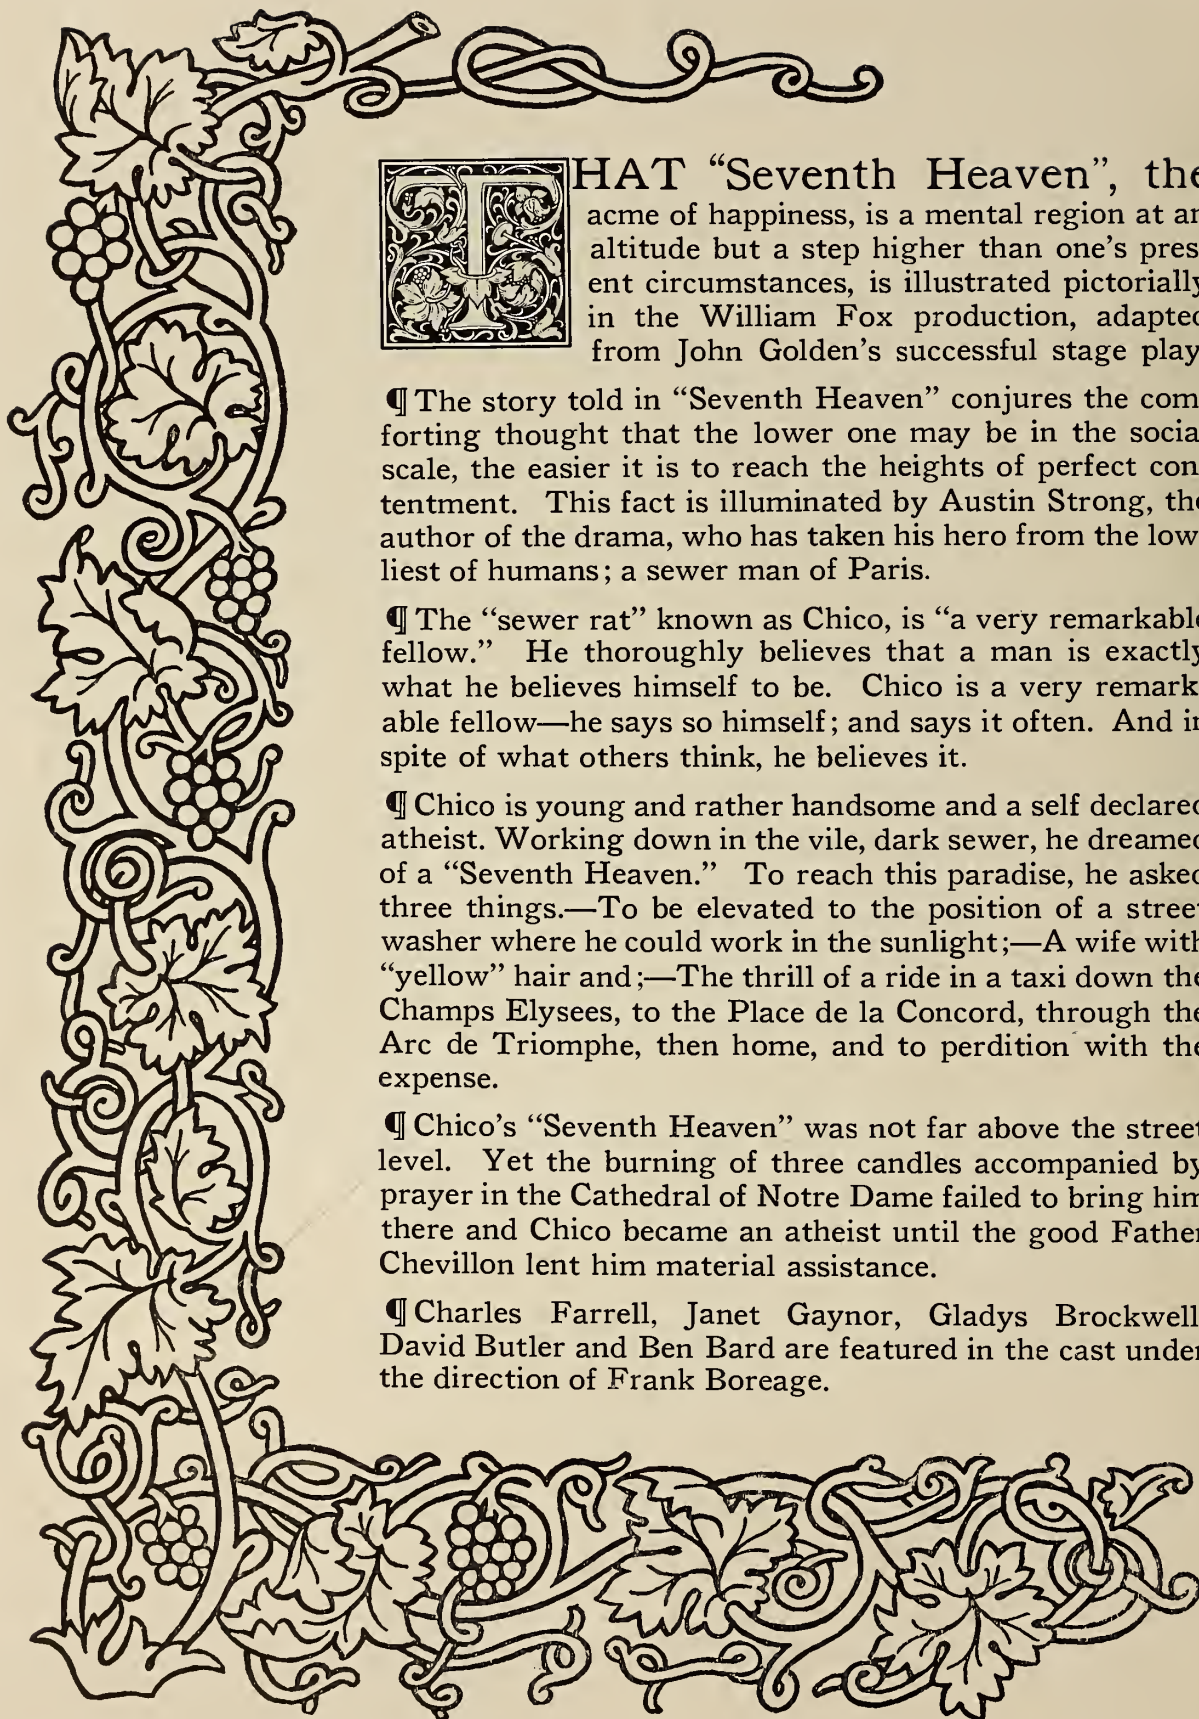 THAT “Seventh Heaven”, the
acme of happiness, is a mental region at an
altitude but a step higher than one’s pres
ent circumstances, is illustrated pictorially
in the William Fox production, adapted
from John Golden’s successful stage play
¶ The story told in “Seventh Heaven” conjures the com
forting thought that the lower one may be in the social
scale, the easier it is to reach the heights of perfect con
tentment. This fact is illuminated by Austin Strong, the
author of the drama, who has taken his hero from the low
liest of humans; a sewer man of Paris.
¶ The “sewer rat” known as Chico, is “a very remarkable
fellow.” He thoroughly believes that a man is exactly
what he believes himself to be. Chico is a very remark
able fellow—he says so himself; and says it often. And in
spite of what others think, he believes it.
¶ Chico is young and rather handsome and a self declared
atheist. Working down in the vile, dark sewer, he dreamed
of a “Seventh Heaven.” To reach this paradise, he asked
three things.—To be elevated to the position of a street
washer where he could work in the sunlight;—A wife with
“yellow” hair and;—The thrill of a ride in a taxi down the
Champs Elysees, to the Place de la Concord, through the
Arc de Triomphe, then home, and to perdition with the
expense.
¶ Chico’s “Seventh Heaven” was not far above the street
level. Yet the burning of three candles accompanied by
prayer in the Cathedral of Notre Dame failed to bring him
there and Chico became an atheist until the good Father
Chevillon lent him material assistance.
¶ Charles Farrell, Janet Gaynor, Gladys Brockwell
David Butler and Ben Bard are featured in the cast under
the direction of Frank Boreage.